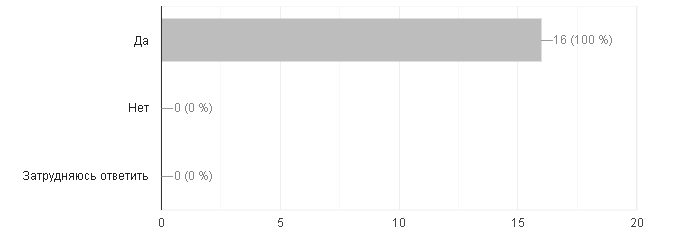 Да
16 (100 %)
Нет
0 (0 %)
Затрудняюсь ответить
0 (0 %)
0 5 10 15 20